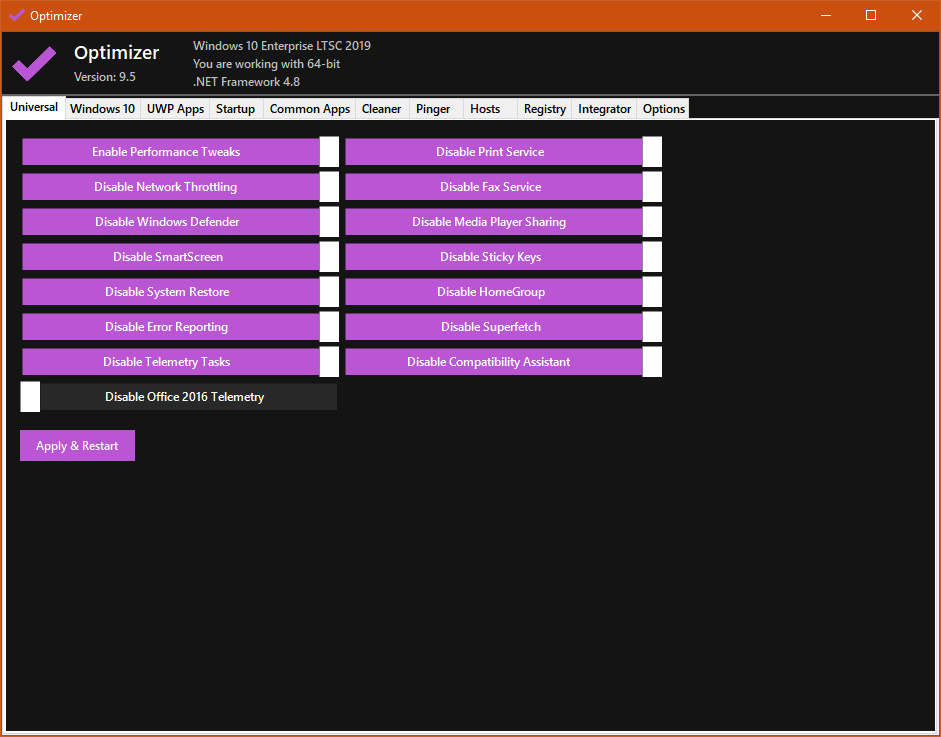 Optimizer
Optimizer
Version: 9.5
Windows 10 Enterprise LTSC 2019
You are working with 64-bit
.NET Framework 4.8
Universal Windows 10 UWP Apps Startup Common Apps Cleaner Pinger Hosts Registry Integrator Options
Enable Performance Tweaks
Disable Print Service
Disable Network Throttling
Disable Fax Service
Disable Windows Defender
Disable Media Player Sharing
Disable SmartScreen
Disable Sticky Keys
Disable System Restore
Disable HomeGroup
Disable Error Reporting
Disable Superfetch
Disable Telemetry Tasks
Disable Compatibility Assistant
Disable Office 2016 Telemetry
Apply & Restart